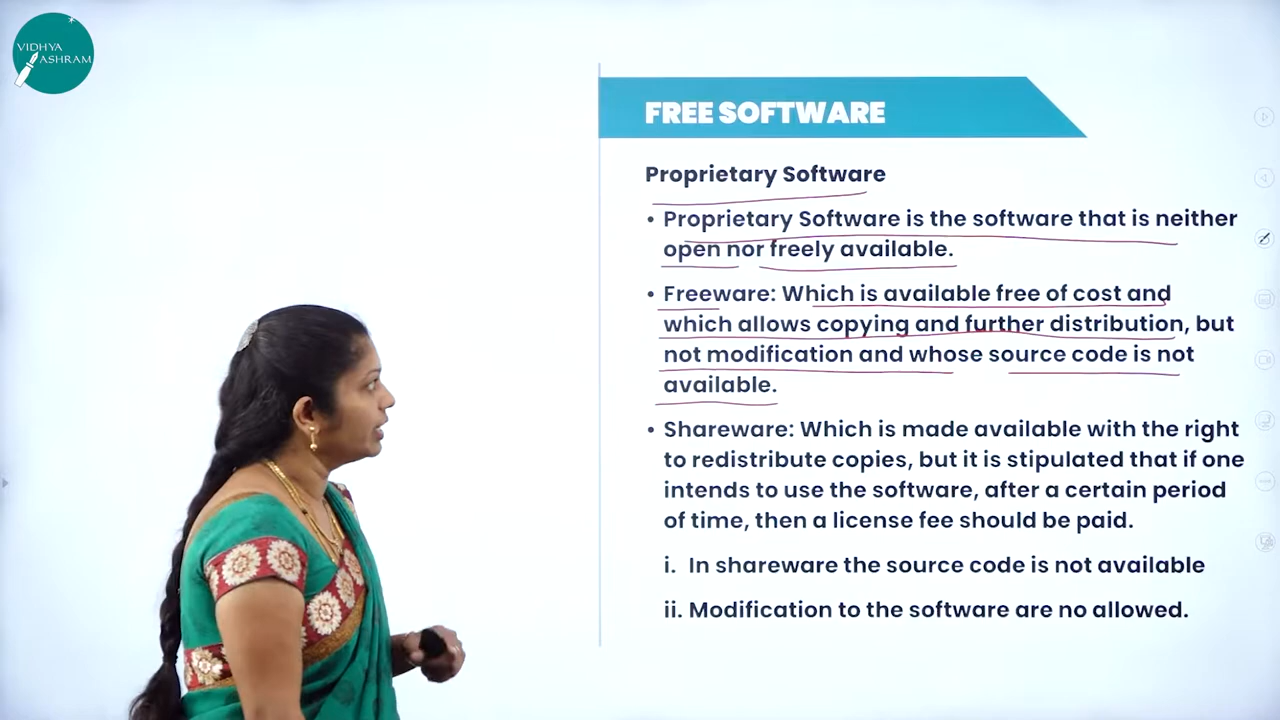 VIDHYA
ASHRAM
FREE SOFTWARE
Proprietary Software
• Proprietary Software is the software that is neither
open nor freely available.
• Freeware: Which is available free of cost and
which allows copying and further distribution, but
not modification and whose source code is not
available.
• Shareware: Which is made available with the right
to redistribute copies, but it is stipulated that if one
intends to use the software, after a certain period
of time, then a license fee should be paid.
i. In shareware the source code is not available
ii. Modification to the software are no allowed.